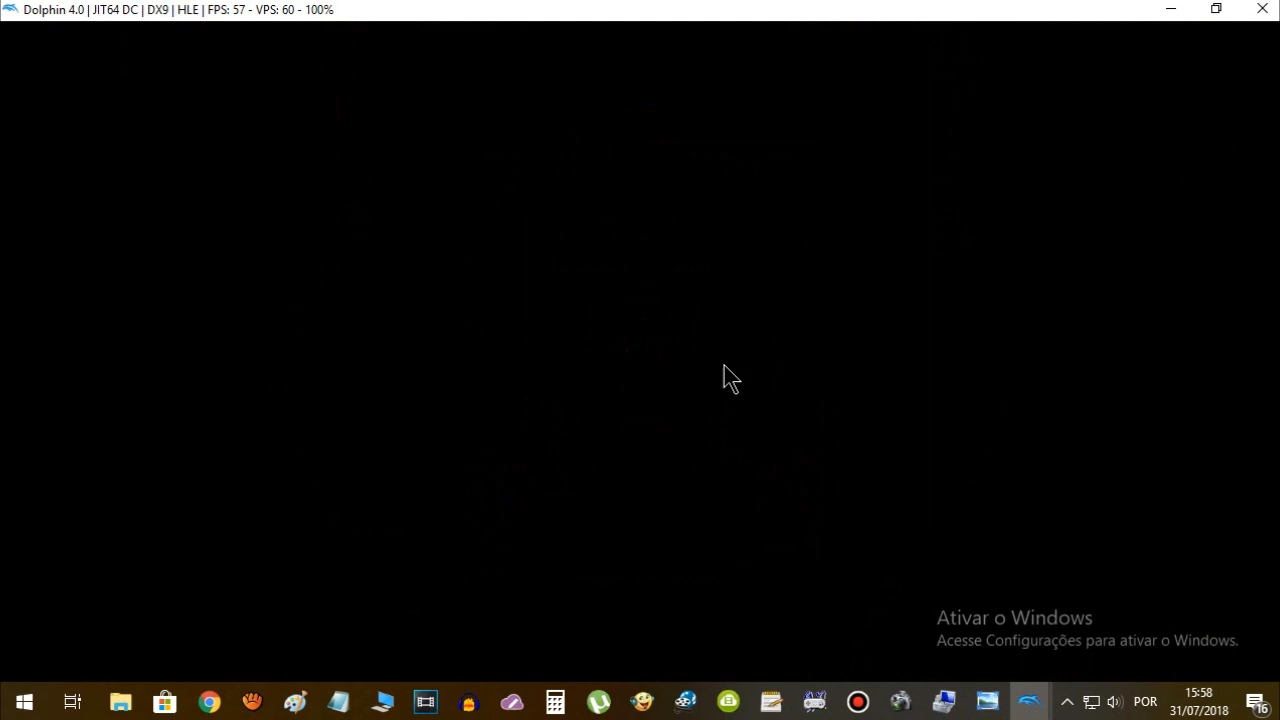 Dolphin 4.0 | JIT64 DC | DX9 | HLE | FPS: 57 - VPS: 60 - 100%
Ativar o Windows
Acesse Configurações para ativar o Windows.
POR
15:58
31/07/2018
16